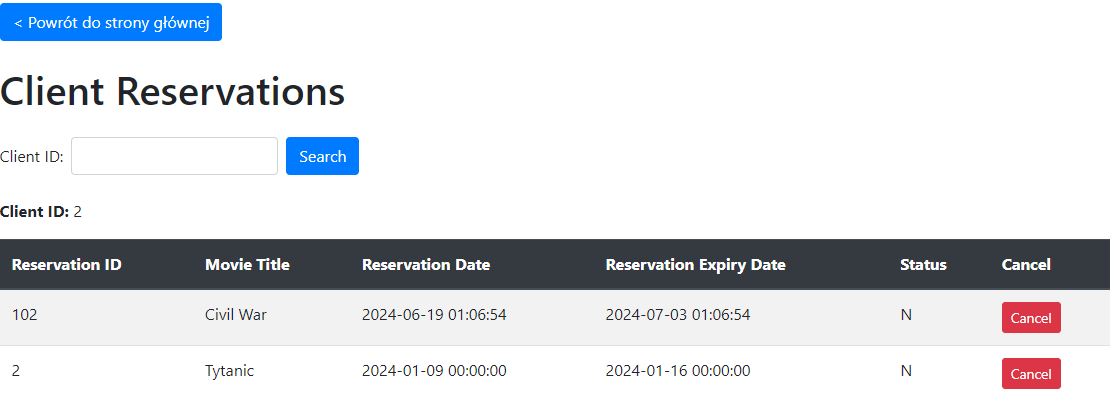 < Powrót do strony głównej
Client Reservations
Client ID: Search
Client ID: 2
Reservation ID Movie Title Reservation Date Reservation Expiry Date Status Cancel
102 Civil War 2024-06-19 01:06:54 2024-07-03 01:06:54 N Cancel
2 Tytanic 2024-01-09 00:00:00 2024-01-16 00:00:00 N Cancel